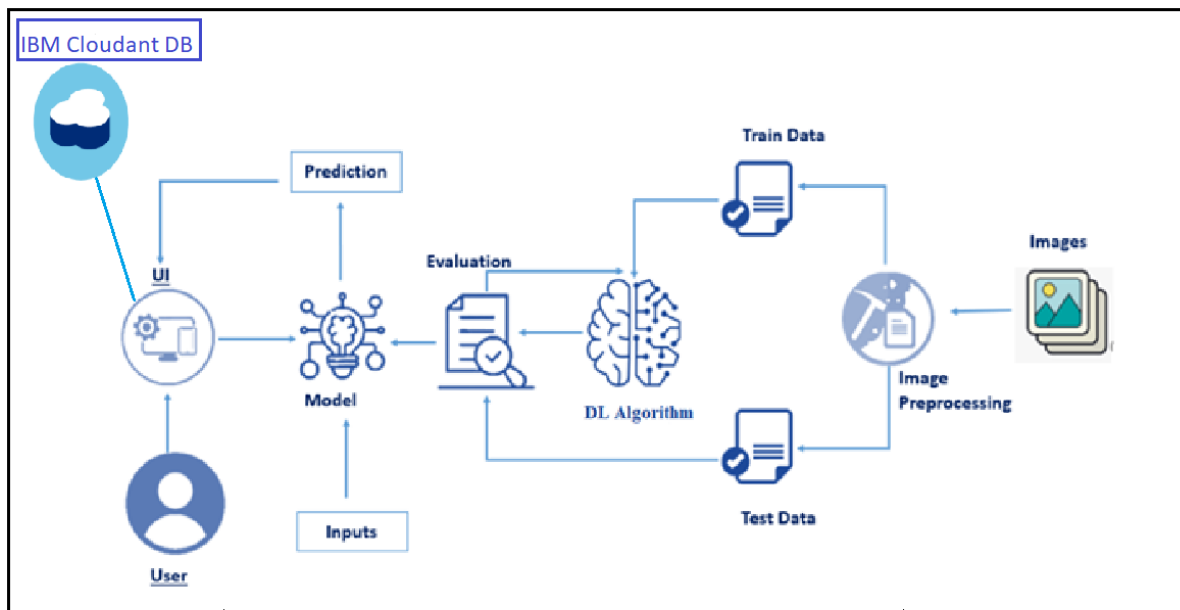 IBM Cloudant DB
Train Data
Prediction
Images
Evaluation
UI
Image
Preprocessing
Model
DL Algorithm
Inputs
Test Data
User